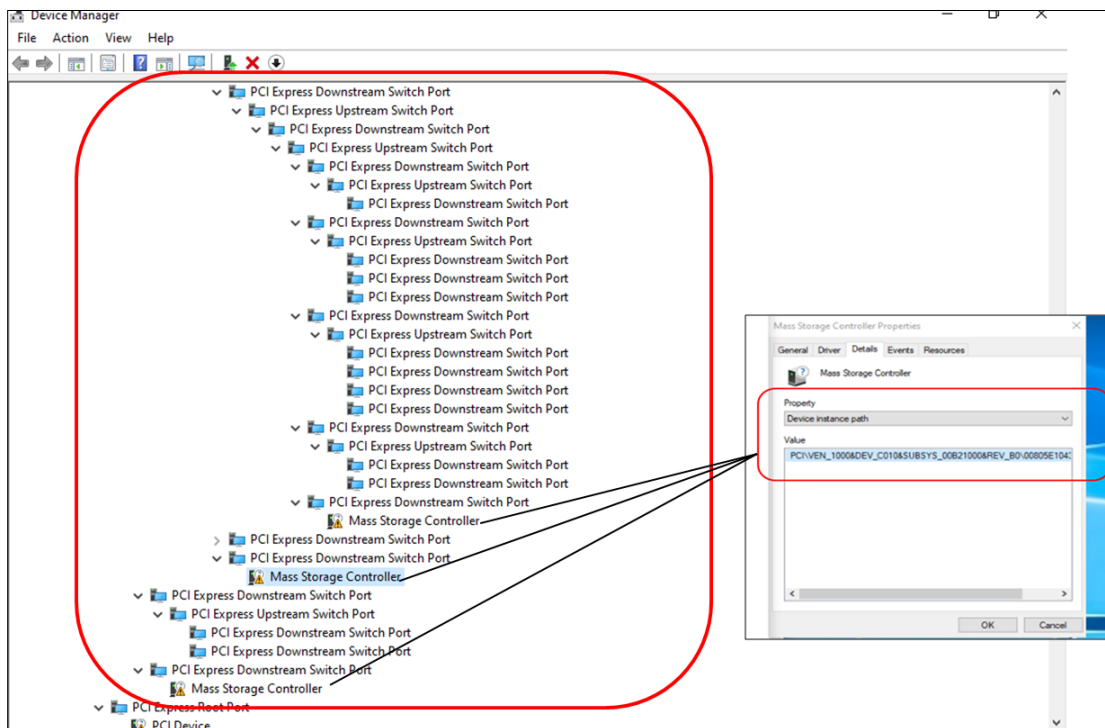 Device Manager
File Action View Help
PCI Express Downstream Switch Port
PCI Express Upstream Switch Port
PCI Express Downstream Switch Port
PCI Express Upstream Switch Port
PCI Express Downstream Switch Port
PCI Express Upstream Switch Port
PCI Express Downstream Switch Port
PCI Express Downstream Switch Port
PCI Express Upstream Switch Port
PCI Express Downstream Switch Port
PCI Express Downstream Switch Port
PCI Express Downstream Switch Port
PCI Express Downstream Switch Port
PCI Express Upstream Switch Port
PCI Express Downstream Switch Port
PCI Express Downstream Switch Port
PCI Express Downstream Switch Port
PCI Express Downstream Switch Port
PCI Express Downstream Switch Port
PCI Express Upstream Switch Port
PCI Express Downstream Switch Port
PCI Express Downstream Switch Port
PCI Express Downstream Switch Port
Mass Storage Controller
PCI Express Downstream Switch Port
PCI Express Downstream Switch Port
Mass Storage Controller
PCI Express Downstream Switch Port
PCI Express Upstream Switch Port
PCI Express Downstream Switch Port
PCI Express Downstream Switch Port
PCI Express Downstream Switch Port
Mass Storage Controller
PCI Express Root Port
PCI Device
Mass Storage Controller Properties
General Driver Details Events Resources
Mass Storage Controller
Property
Device instance path
Value
PCI\VEN_1000&DEV_C010&SUBSYS_00B21000&REV_B0\00805E104
OK Cancel